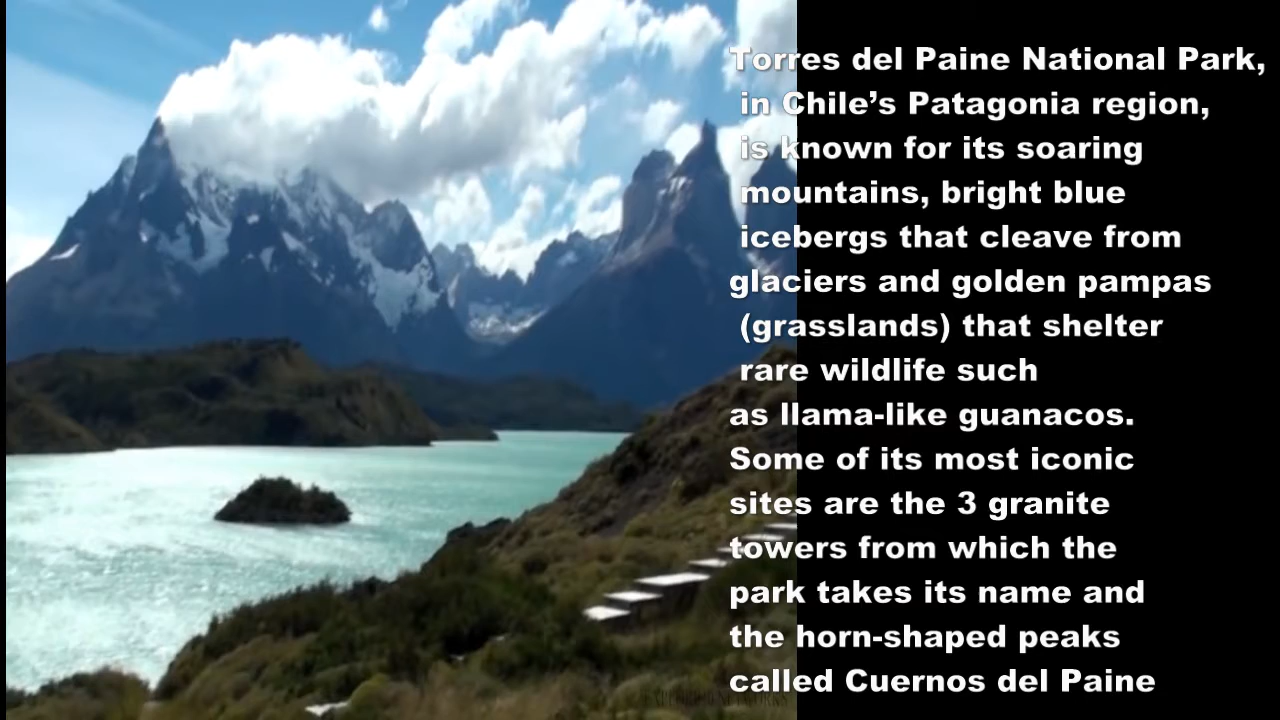 Torres del Paine National Park,
in Chile’s Patagonia region,
is known for its soaring
mountains, bright blue
icebergs that cleave from
glaciers and golden pampas
(grasslands) that shelter
rare wildlife such
as llama-like guanacos.
Some of its most iconic
sites are the 3 granite
towers from which the
park takes its name and
the horn-shaped peaks
called Cuernos del Paine